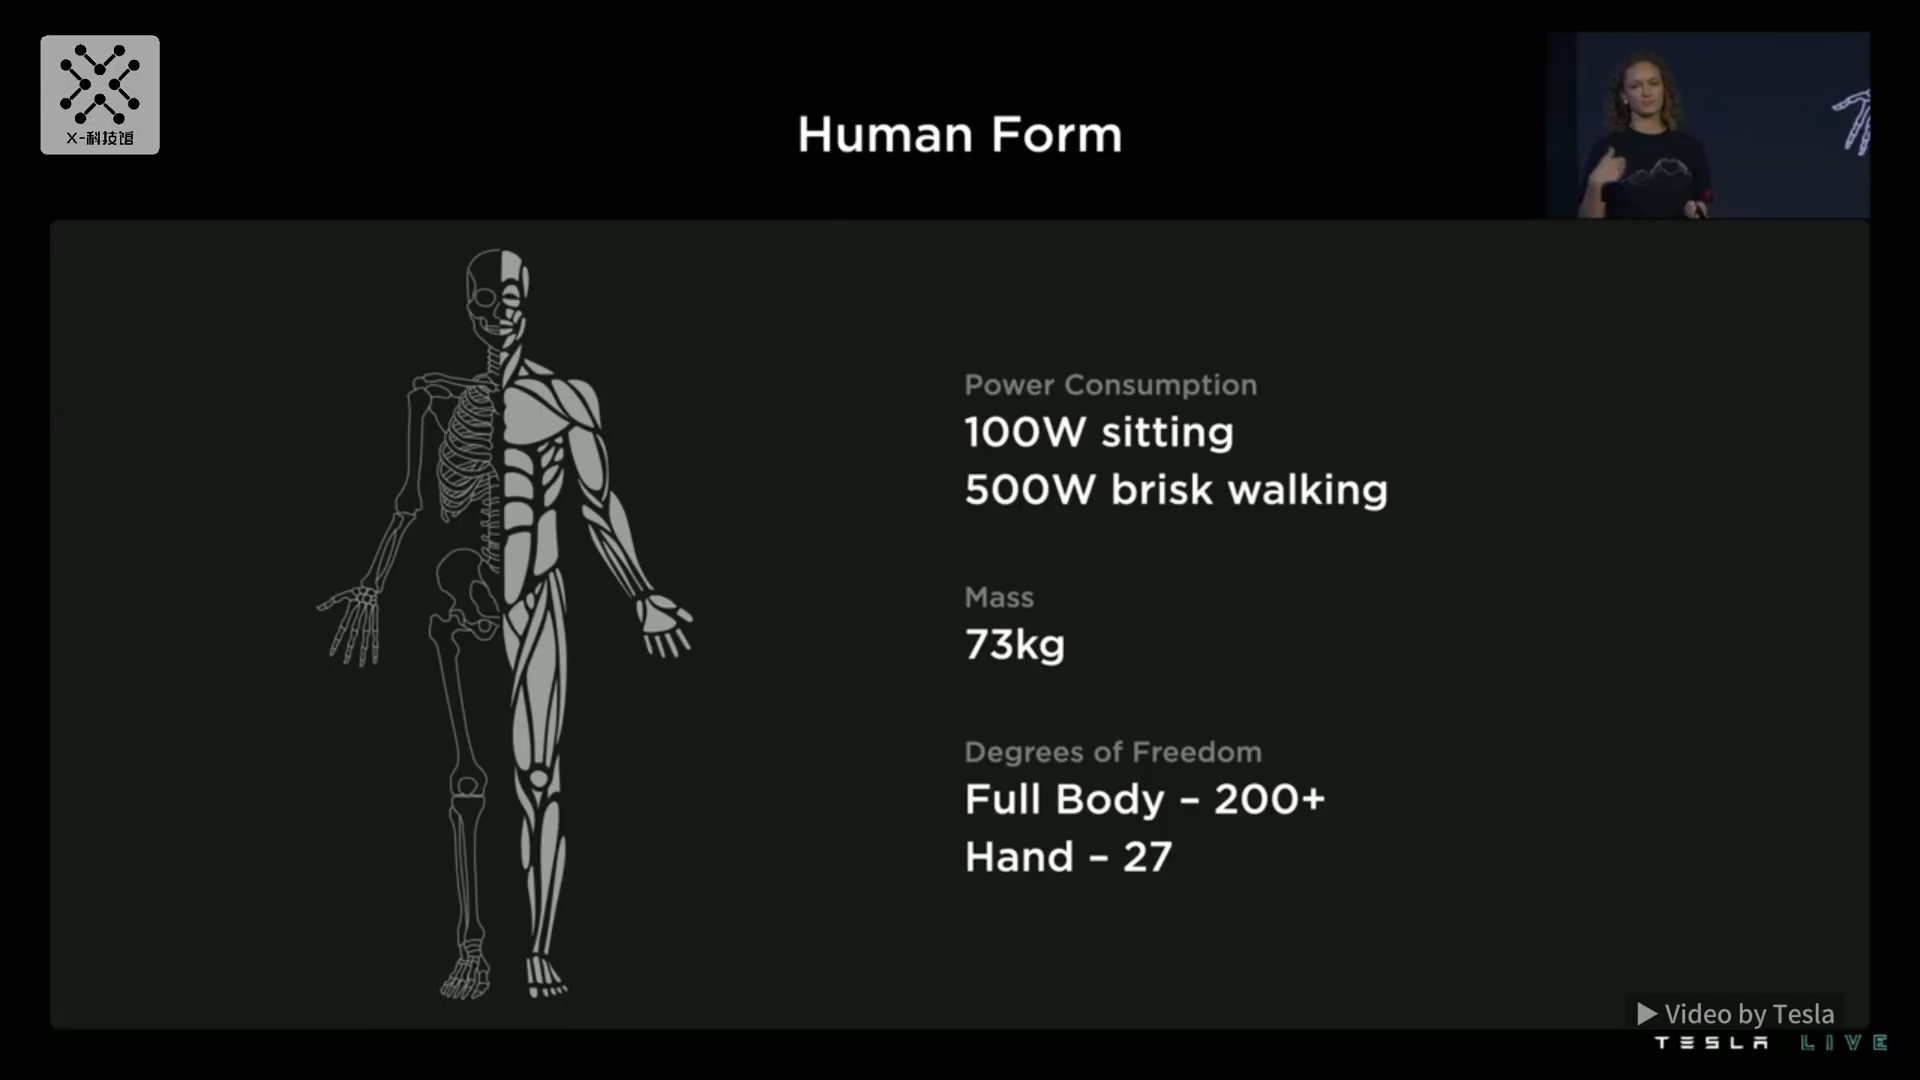 X-科技馆
Human Form
Power Consumption
100W sitting
500W brisk walking
Mass
73kg
Degrees of Freedom
Full Body – 200+
Hand – 27
Video by Tesla
TESLA LIVE